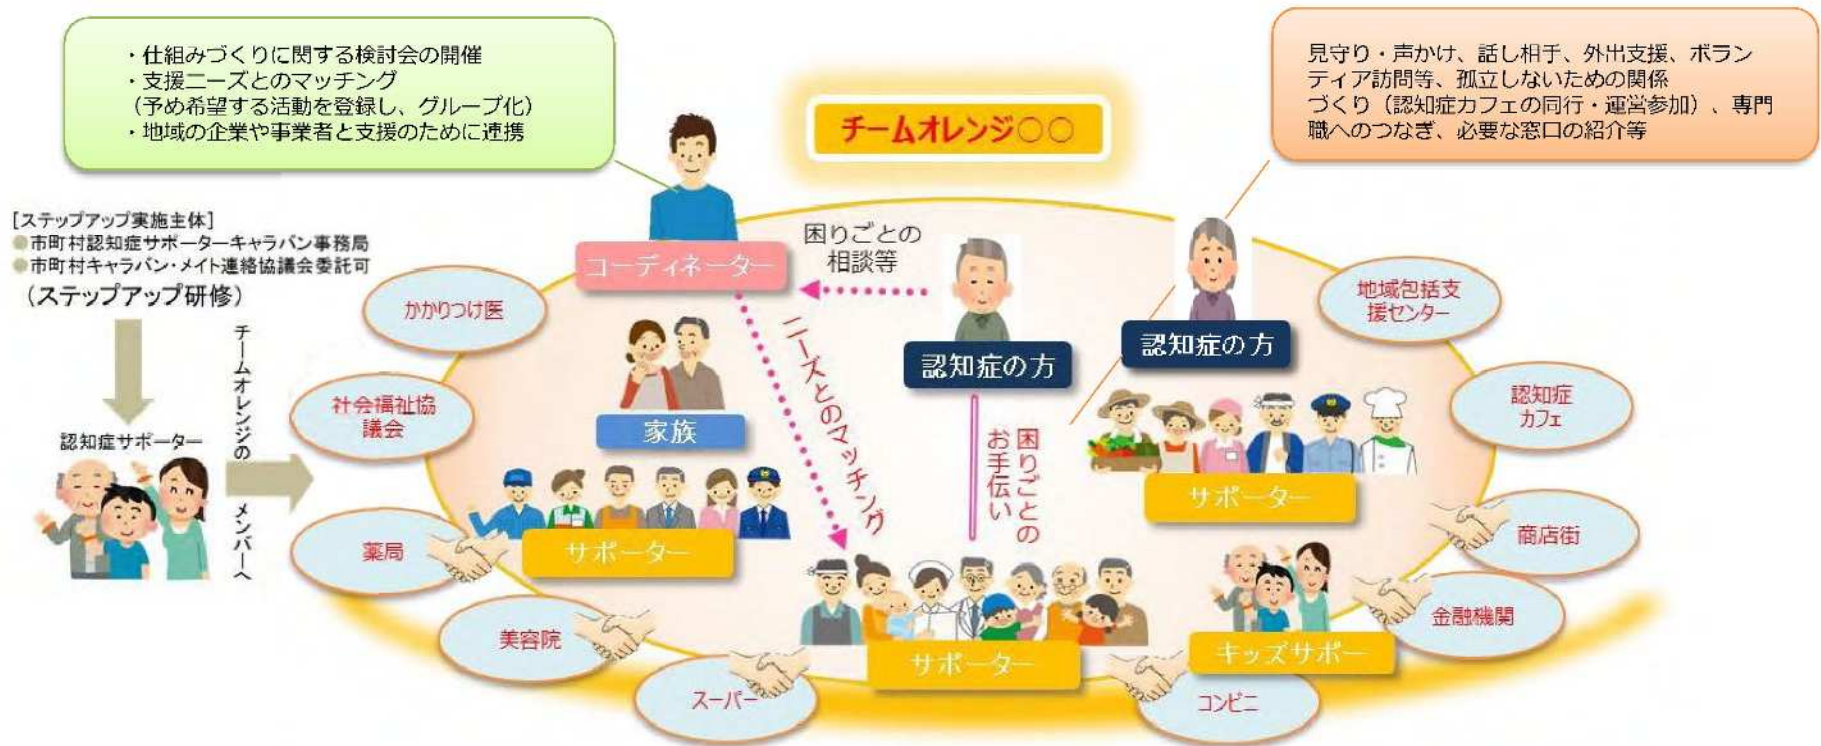 ・仕組みづくりに関する検討会の開催
・支援ニーズとのマッチング
（予め希望する活動を登録し、グループ化）
・地域の企業や事業者と支援のために連携
チームオレンジ○○
見守り・声かけ、話し相手、外出支援、ボラン
ティア訪問等、孤立しないための関係
づくり（認知症カフェの同行・運営参加）、専門
職へのつなぎ、必要な窓口の紹介等
[ステップアップ実施主体]
●市町村認知症サポーターキャラバン事務局
●市町村キャラバン・メイト連絡協議会委託可
（ステップアップ研修）
認知症サポーター
チームオレンジの
メンバーへ
コーディネーター
困りごとの
相談等
認知症の方
認知症の方
ニーズとのマッチング
困りごとの
お手伝い
家族
サポーター
サポーター
サポーター
キッズサポー
かかりつけ医
社会福祉協
議会
薬局
美容院
スーパー
コンビニ
金融機関
商店街
認知症
カフェ
地域包括支
援センター